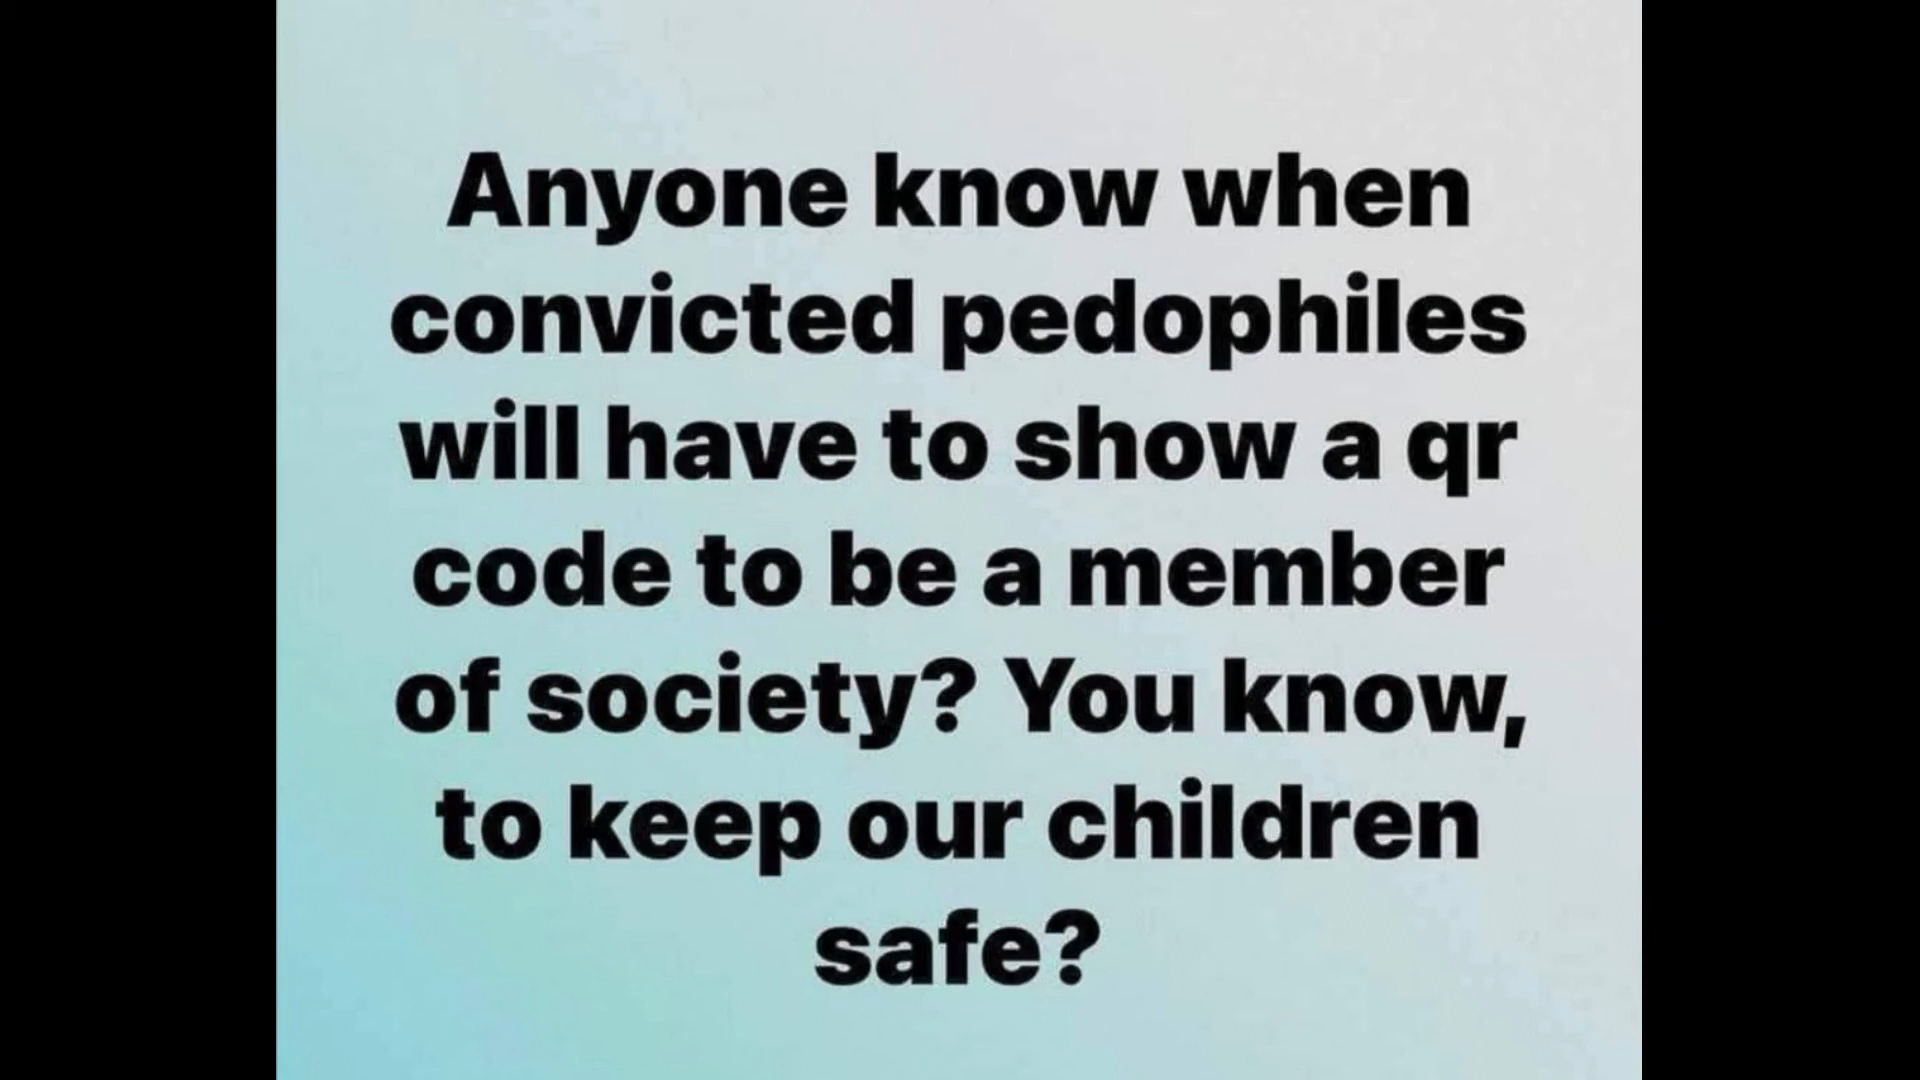 Anyone know when
convicted pedophiles
will have to show a qr
code to be a member
of society? You know,
to keep our children
safe?